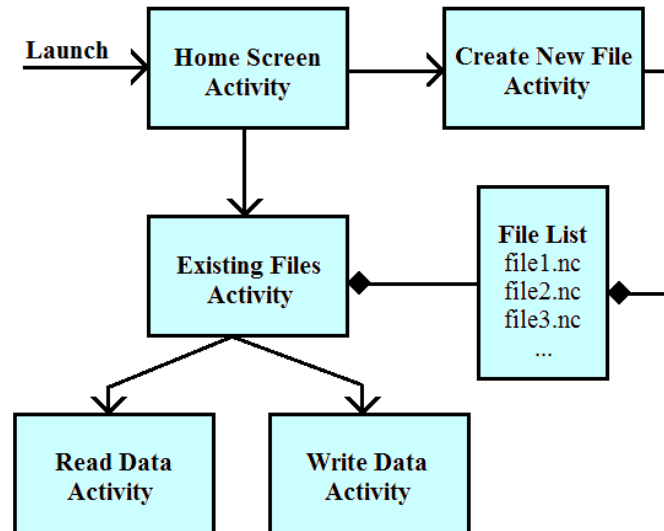 Launch
Home Screen
Activity
Create New File
Activity
Existing Files
Activity
File List
file1.nc
file2.nc
file3.nc
...
Read Data
Activity
Write Data
Activity